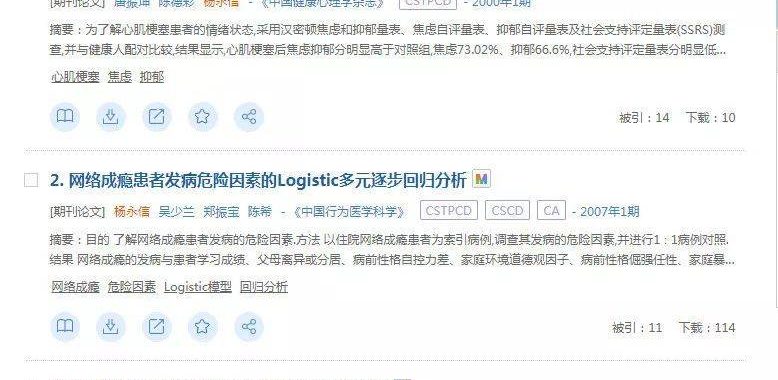 [期刊论文] 唐振坤 陈德彩 杨永信 - 《中国健康心理学杂志》 CSTPCD - 2000年1期
摘要：为了解心肌梗塞患者的情绪状态,采用汉密顿焦虑和抑郁量表、焦虑自评量表、抑郁自评量表及社会支持评定量表(SSRS)测
查,并与健康人配对比较,结果显示,心肌梗塞后焦虑抑郁分明显高于对照组,焦虑73.02%、抑郁66.6%,社会支持评定量表分明显低...
心肌梗塞 焦虑 抑郁
被引：14 下载：10
2. 网络成瘾患者发病危险因素的Logistic多元逐步回归分析 M
[期刊论文] 杨永信 吴少兰 郑振宝 陈希 - 《中国行为医学科学》 CSTPCD CSCD CA - 2007年1期
摘要：目的 了解网络成瘾患者发病的危险因素.方法 以住院网络成瘾患者为索引病例,调查其发病的危险因素,并进行1：1病例对照.
结果 网络成瘾的发病与患者学习成绩、父母离异或分居、病前性格自控力差、家庭环境道德观因子、病前性格倔强任性、家庭暴...
网络成瘾 危险因素 Logistic模型 回归分析
被引：11 下载：114